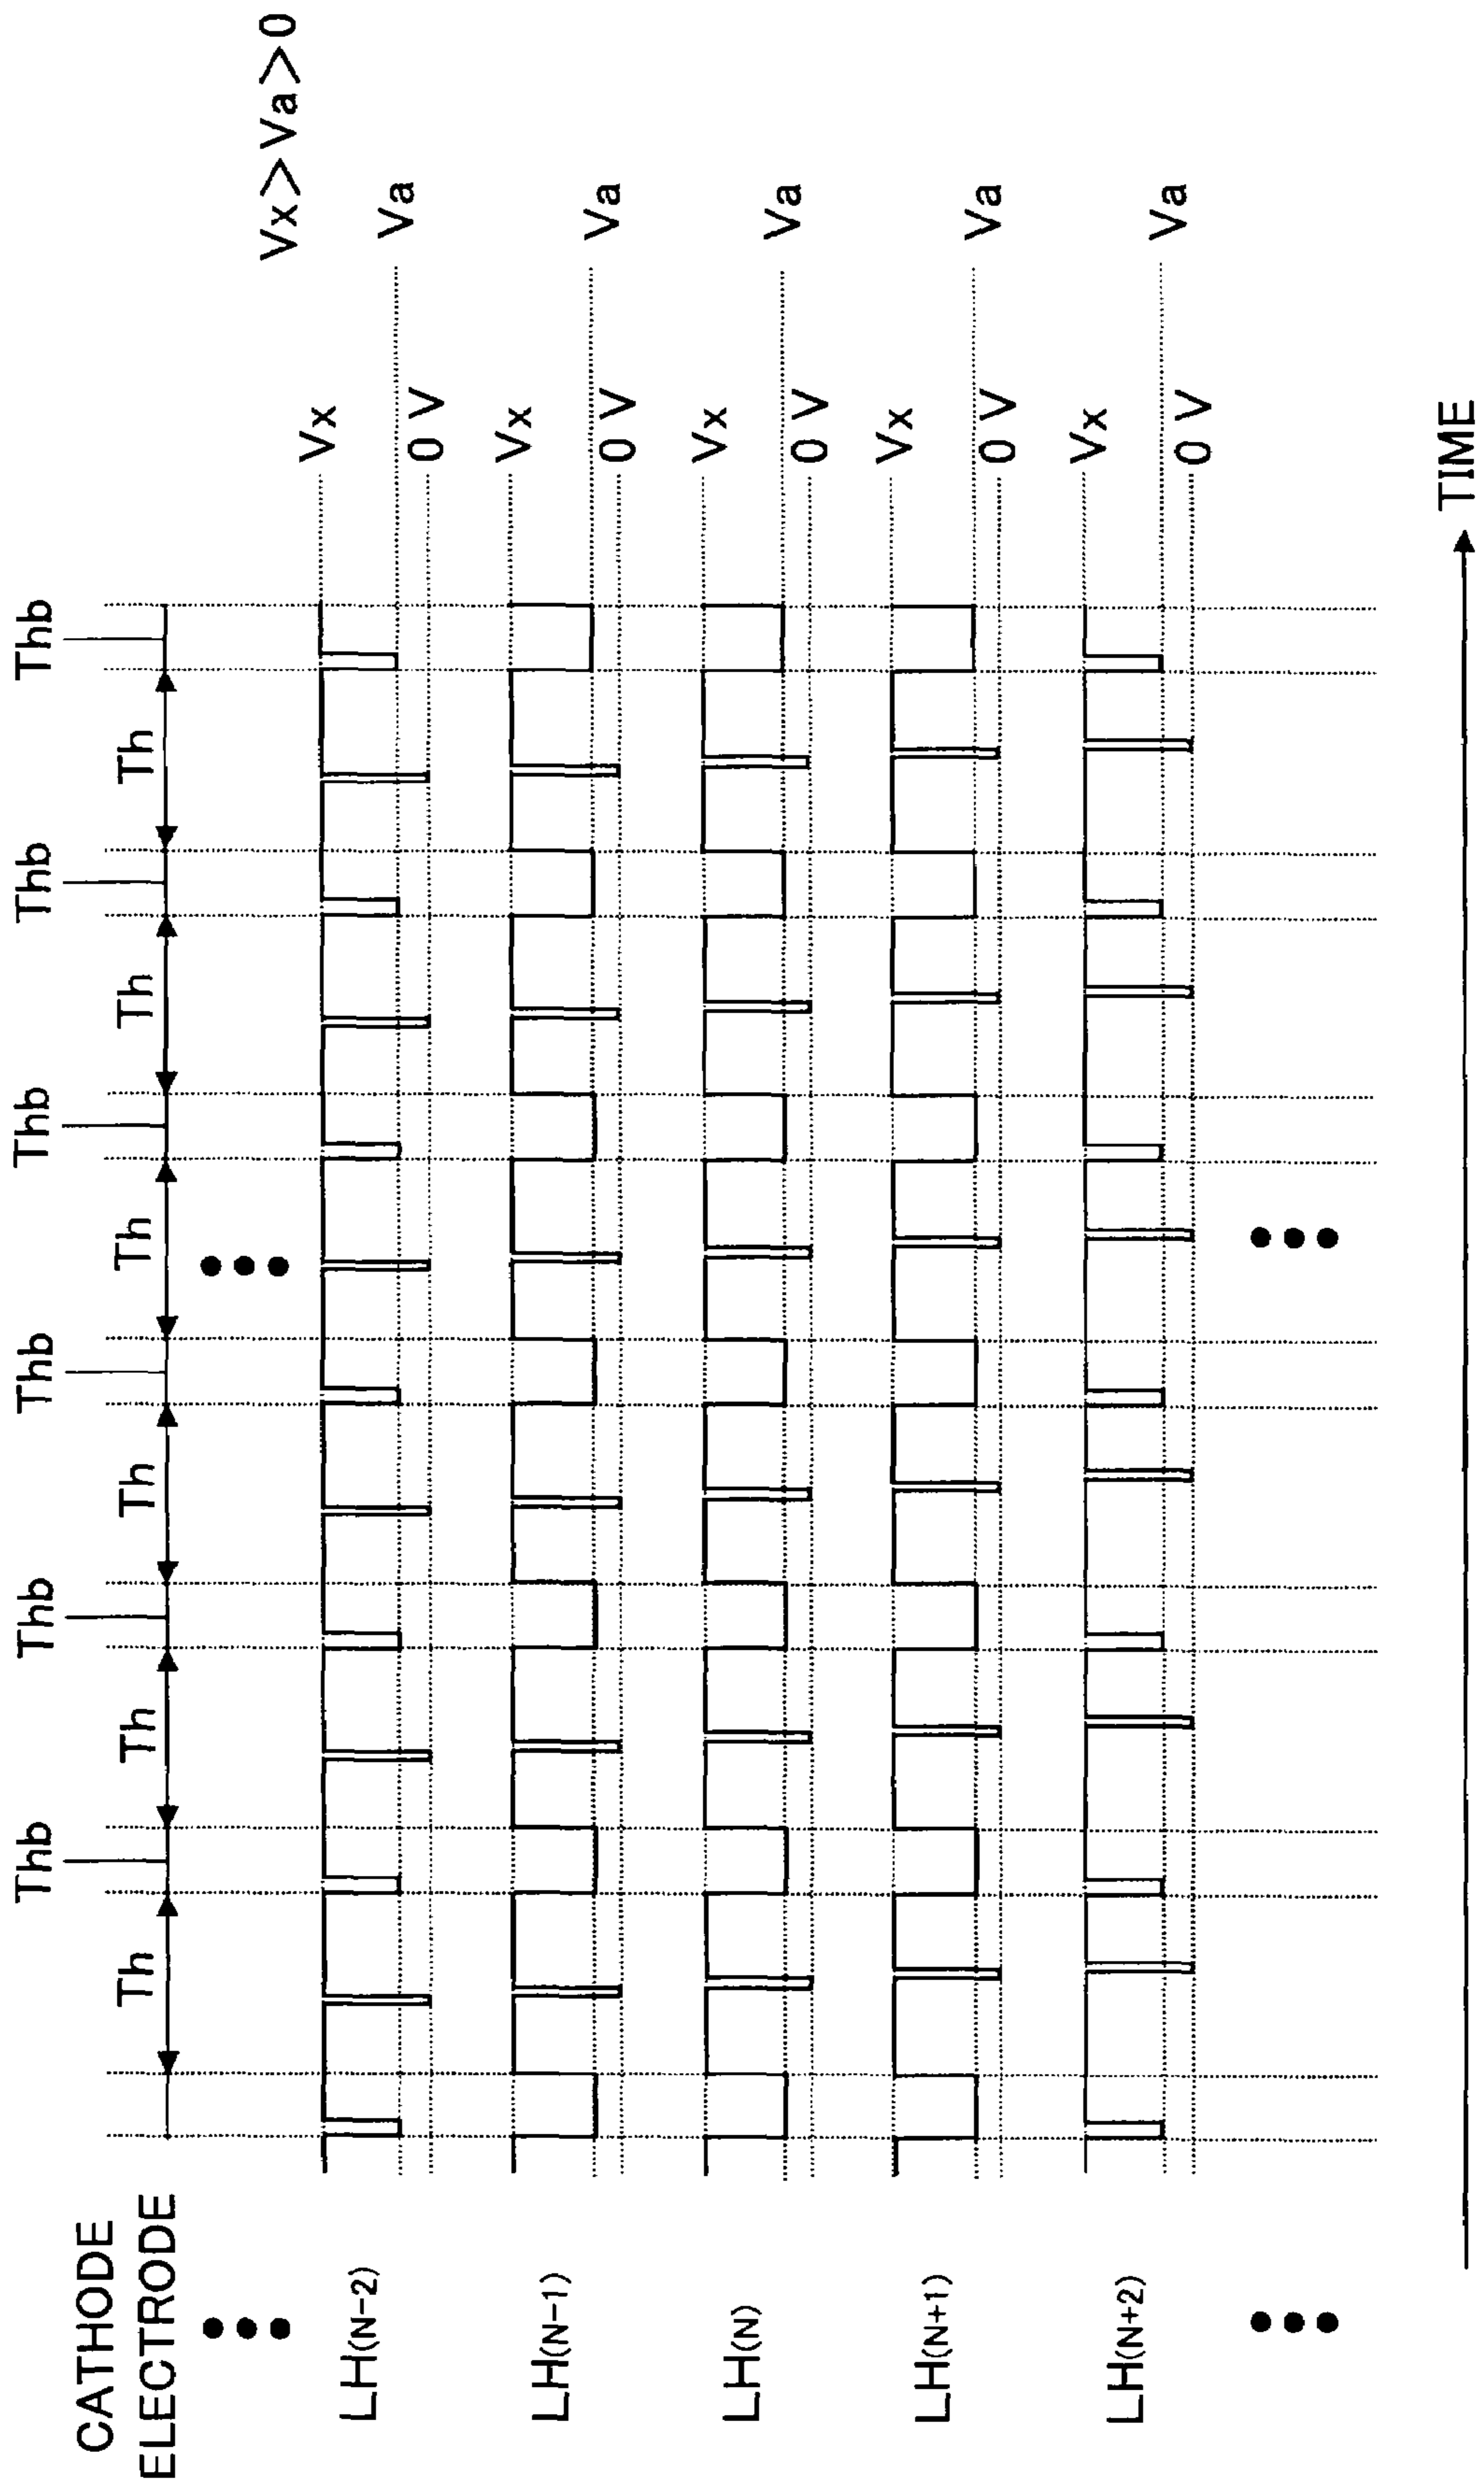 Thb Thb Thb Thb Thb Thb
CATHODE
ELECTRODE
Th Th Th Th Th Th
Vx>Va>0
LH(N-2) Vx
Va
0 V
LH(N-1) Vx
Va
0 V
LH(N) Vx
Va
0 V
LH(N+1) Vx
Va
0 V
LH(N+2) Vx
Va
0 V
TIME